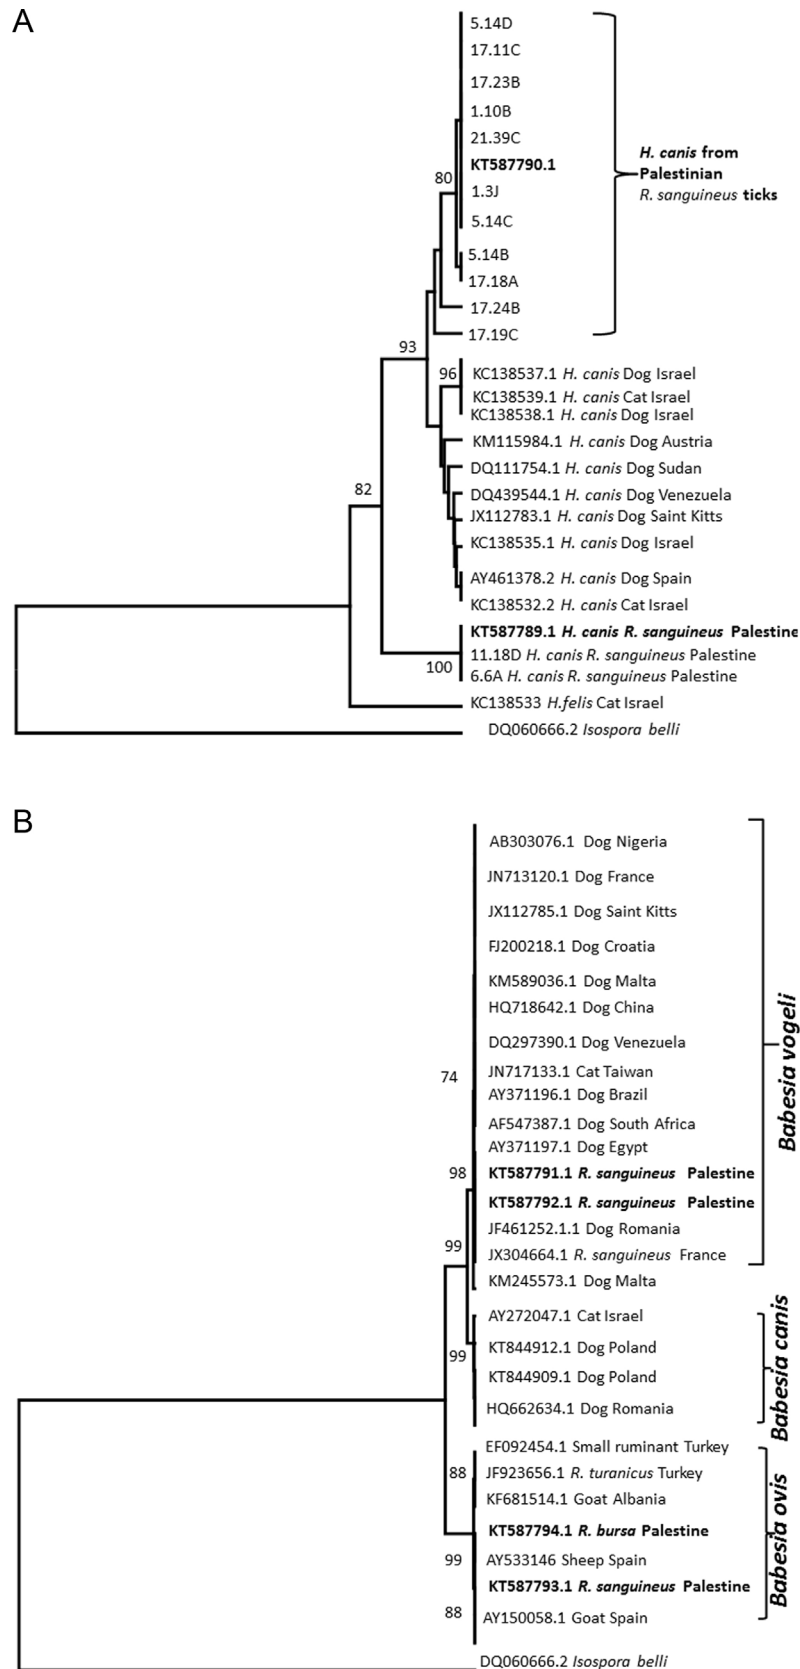 A
5.14D
17.11C
17.23B
1.10B
21.39C
KT587790.1
80
1.3J
5.14C
5.14B
17.18A
17.24B
17.19C
H. canis from
Palestinian
R. sanguineus ticks
93
96
KC138537.1 H. canis Dog Israel
KC138539.1 H. canis Cat Israel
KC138538.1 H. canis Dog Israel
KM115984.1 H. canis Dog Austria
DQ111754.1 H. canis Dog Sudan
82
DQ439544.1 H. canis Dog Venezuela
JX112783.1 H. canis Dog Saint Kitts
KC138535.1 H. canis Dog Israel
AY461378.2 H. canis Dog Spain
KC138532.2 H. canis Cat Israel
KT587789.1 H. canis R. sanguineus Palestine
11.18D H. canis R. sanguineus Palestine
100
6.6A H. canis R. sanguineus Palestine
KC138533 H.felis Cat Israel
DQ060666.2 Isospora belli
B
AB303076.1 Dog Nigeria
JN713120.1 Dog France
JX112785.1 Dog Saint Kitts
FJ200218.1 Dog Croatia
KM589036.1 Dog Malta
HQ718642.1 Dog China
DQ297390.1 Dog Venezuela
74
JN717133.1 Cat Taiwan
AY371196.1 Dog Brazil
AF547387.1 Dog South Africa
AY371197.1 Dog Egypt
98
KT587791.1 R. sanguineus Palestine
KT587792.1 R. sanguineus Palestine
JF461252.1.1 Dog Romania
99
JX304664.1 R. sanguineus France
KM245573.1 Dog Malta
Babesia vogeli
AY272047.1 Cat Israel
KT844912.1 Dog Poland
99
KT844909.1 Dog Poland
HQ662634.1 Dog Romania
Babesia canis
EF092454.1 Small ruminant Turkey
88
JF923656.1 R. turanicus Turkey
KF681514.1 Goat Albania
KT587794.1 R. bursa Palestine
99
AY533146 Sheep Spain
KT587793.1 R. sanguineus Palestine
88
AY150058.1 Goat Spain
Babesia ovis
DQ060666.2 Isospora belli